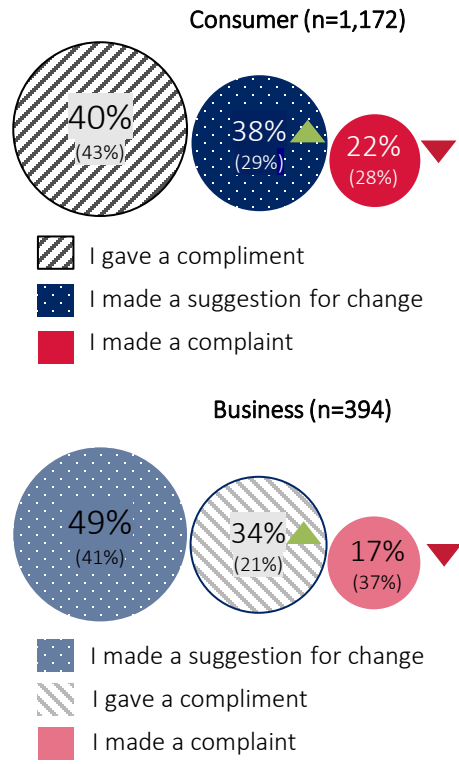 Consumer (n=1,172)
40%
(43%)
38%
(29%)
22%
(28%)
I gave a compliment
I made a suggestion for change
I made a complaint
Business (n=394)
49%
(41%)
34%
(21%)
17%
(37%)
I made a suggestion for change
I gave a compliment
I made a complaint